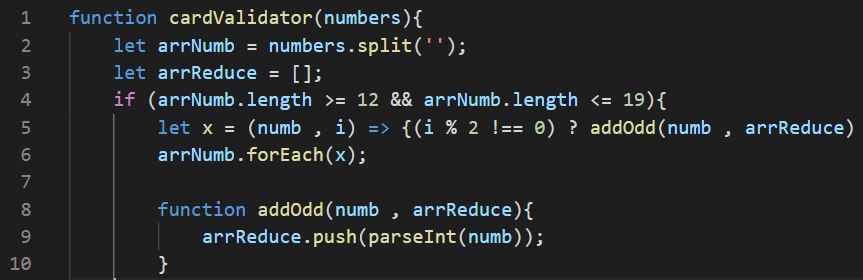 1 function cardValidator(numbers){
2 let arrNumb = numbers.split('');
3 let arrReduce = [];
4 if (arrNumb.length >= 12 && arrNumb.length <= 19){
5 let x = (numb , i) => {(i % 2 !== 0) ? addOdd(numb , arrReduce)
6 arrNumb.forEach(x);
7
8 function addOdd(numb , arrReduce){
9 arrReduce.push(parseInt(numb));
10 }